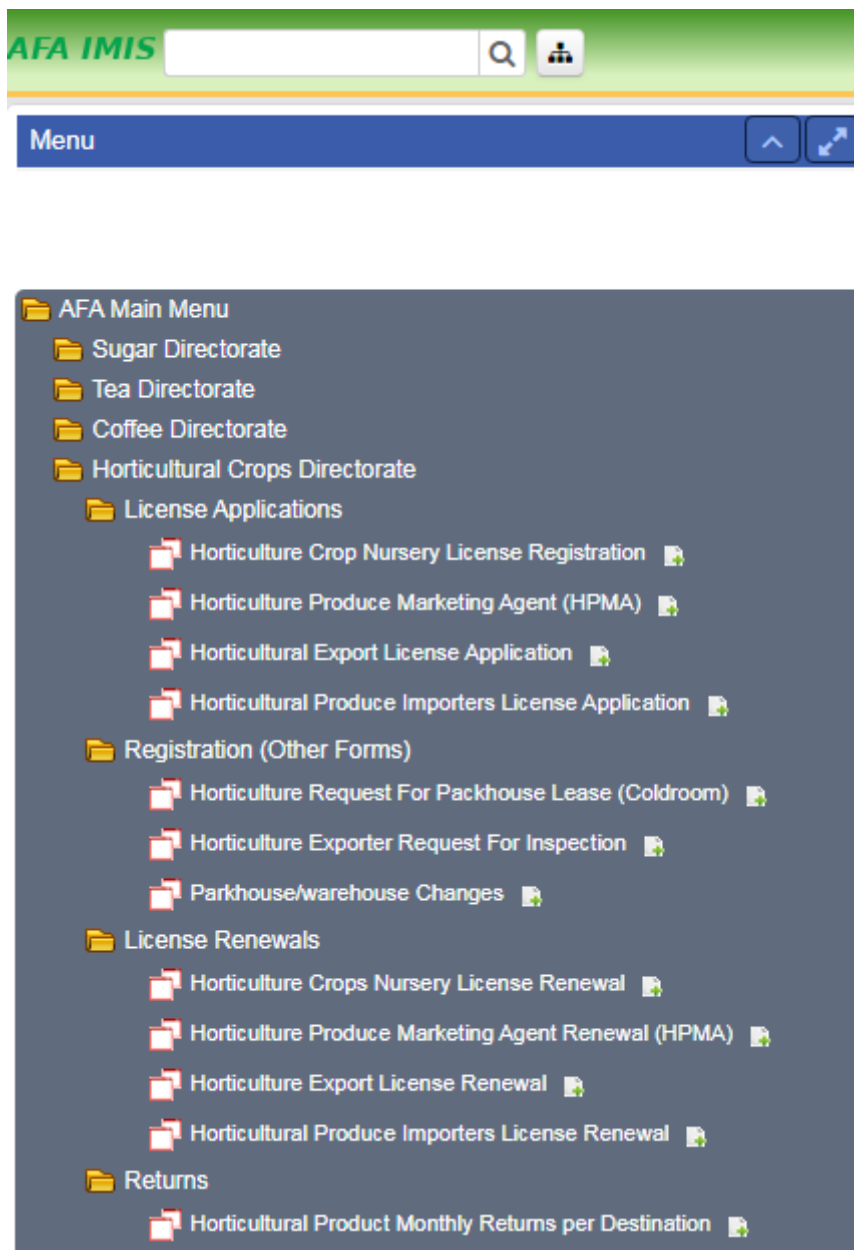 AFA IMIS
Menu
AFA Main Menu
Sugar Directorate
Tea Directorate
Coffee Directorate
Horticultural Crops Directorate
License Applications
Horticulture Crop Nursery License Registration
Horticulture Produce Marketing Agent (HPMA)
Horticultural Export License Application
Horticultural Produce Importers License Application
Registration (Other Forms)
Horticulture Request For Packhouse Lease (Coldroom)
Horticulture Exporter Request For Inspection
Parkhouse/warehouse Changes
License Renewals
Horticulture Crops Nursery License Renewal
Horticulture Produce Marketing Agent Renewal (HPMA)
Horticulture Export License Renewal
Horticultural Produce Importers License Renewal
Returns
Horticultural Product Monthly Returns per Destination